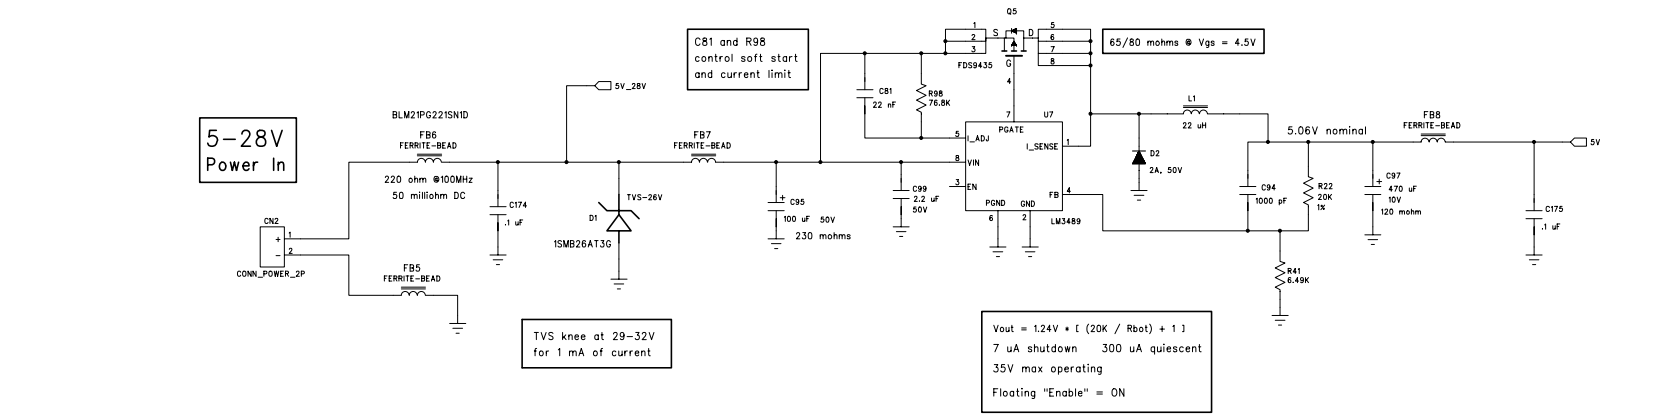 Q5
1
2
3
S
D
G
4
5
6
7
8
FDS9435
65/80 mohms @ Vgs = 4.5V
C81 and R98
control soft start
and current limit
5V_28V
C81
22 nF
R98
76.8K
5-28V
Power In
BLM21PG221SN1D
FB6
FERRITE-BEAD
220 ohm @100MHz
50 milliohm DC
FB7
FERRITE-BEAD
7
U7
PGATE
5
I_ADJ
I_SENSE
1
8
VIN
3
EN
FB
4
PGND
GND
6
2
LM3489
L1
22 uH
D2
2A, 50V
5.06V nominal
FB8
FERRITE-BEAD
5V
C94
1000 pF
R22
20K
1%
+
C97
470 uF
10V
120 mohm
C175
.1 uF
C174
.1 uF
TVS-26V
D1
1SMB26AT3G
+
C95
100 uF 50V
230 mohms
C99
2.2 uF
50V
CN2
+
1
-
2
CONN_POWER_2P
FB5
FERRITE-BEAD
R41
6.49K
TVS knee at 29-32V
for 1 mA of current
Vout = 1.24V * [ (20K / Rbot) + 1 ]
7 uA shutdown 300 uA quiescent
35V max operating
Floating "Enable" = ON